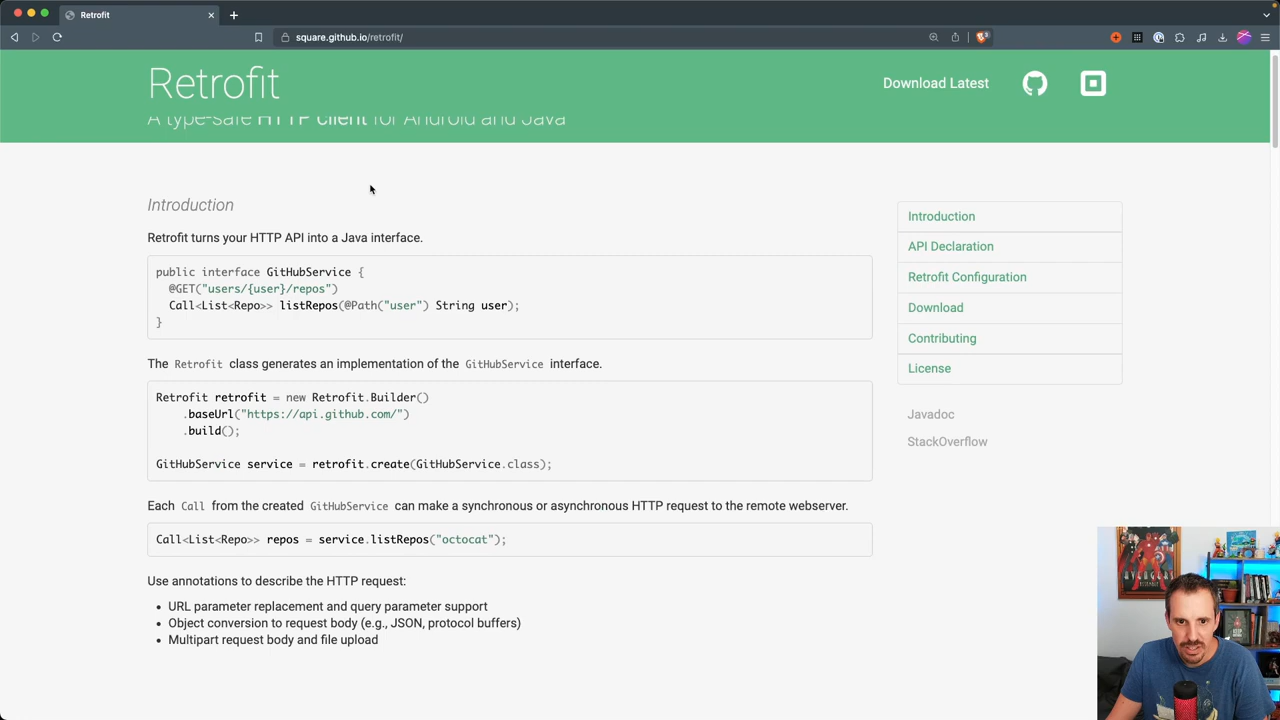 Retrofit
square.github.io/retrofit/
Retrofit
Download Latest
A type-safe HTTP client for Android and Java
Introduction
Retrofit turns your HTTP API into a Java interface.
public interface GitHubService {
  @GET("users/{user}/repos")
  Call<List<Repo>> listRepos(@Path("user") String user);
}
The Retrofit class generates an implementation of the GitHubService interface.
Retrofit retrofit = new Retrofit.Builder()
    .baseUrl("https://api.github.com/")
    .build();
GitHubService service = retrofit.create(GitHubService.class);
Each Call from the created GitHubService can make a synchronous or asynchronous HTTP request to the remote webserver.
Call<List<Repo>> repos = service.listRepos("octocat");
Use annotations to describe the HTTP request:
• URL parameter replacement and query parameter support
• Object conversion to request body (e.g., JSON, protocol buffers)
• Multipart request body and file upload
Introduction
API Declaration
Retrofit Configuration
Download
Contributing
License
Javadoc
StackOverflow